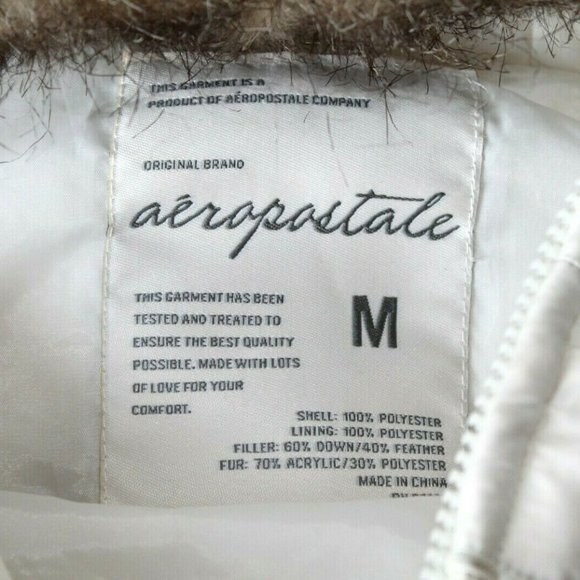 THIS GARMENT IS A
PRODUCT OF AÉROPOSTALE COMPANY
ORIGINAL BRAND
aéropostale
THIS GARMENT HAS BEEN
TESTED AND TREATED TO
ENSURE THE BEST QUALITY
POSSIBLE. MADE WITH LOTS
OF LOVE FOR YOUR
COMFORT.
M
SHELL: 100% POLYESTER
LINING: 100% POLYESTER
FILLER: 60% DOWN/40% FEATHER
FUR: 70% ACRYLIC/30% POLYESTER
MADE IN CHINA